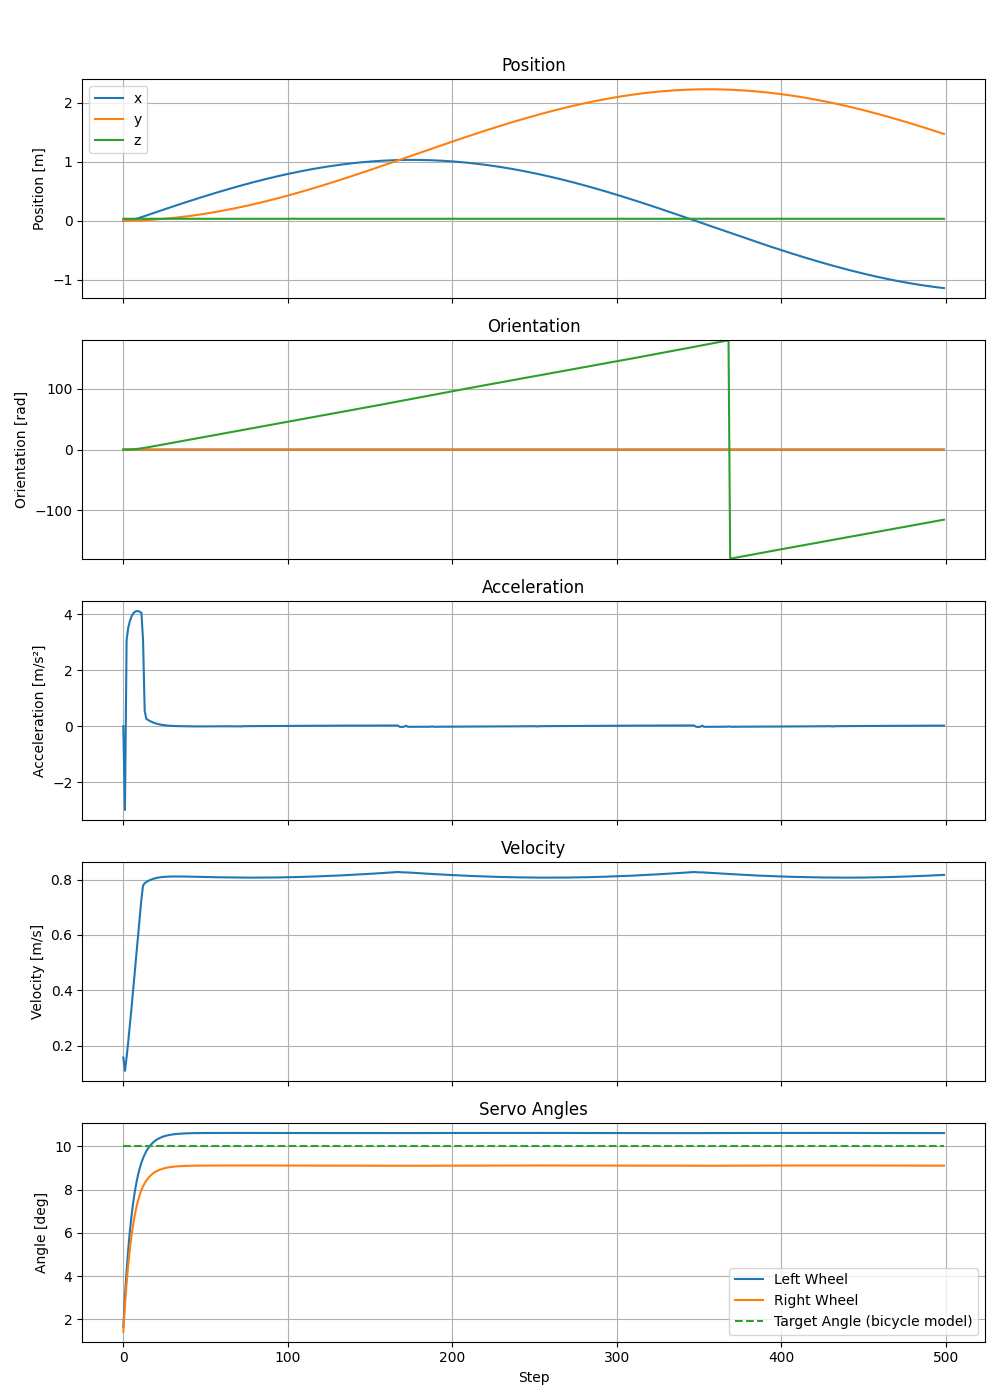 Position
Position [m]
2
1
0
−1
x
y
z
Orientation
Orientation [rad]
100
0
−100
Acceleration
Acceleration [m/s²]
4
2
0
−2
Velocity
Velocity [m/s]
0.8
0.6
0.4
0.2
Servo Angles
Angle [deg]
10
8
6
4
2
Left Wheel
Right Wheel
Target Angle (bicycle model)
0 100 200 300 400 500
Step